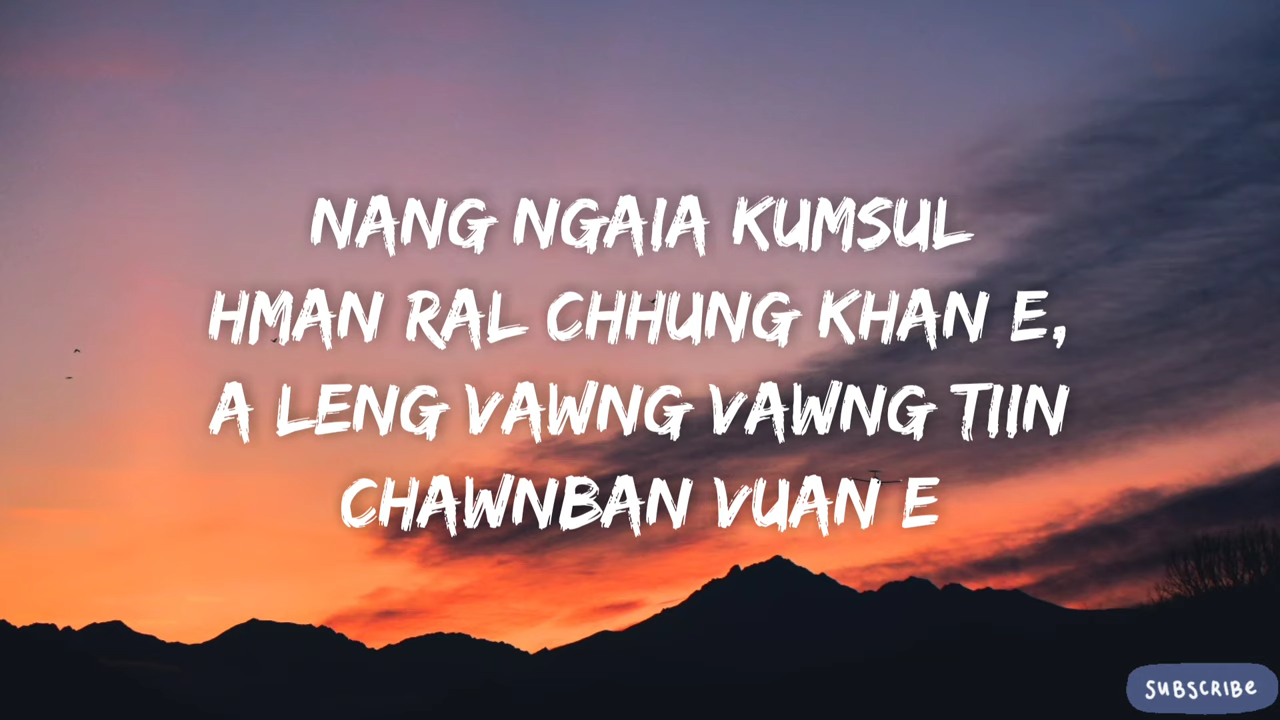 NANG NGAIA KUMSUL
HMAN RAL CHHUNG KHAN E,
A LENG VAWNG VAWNG TIIN
CHAWNBAN VUAN E
SUBSCRIBE